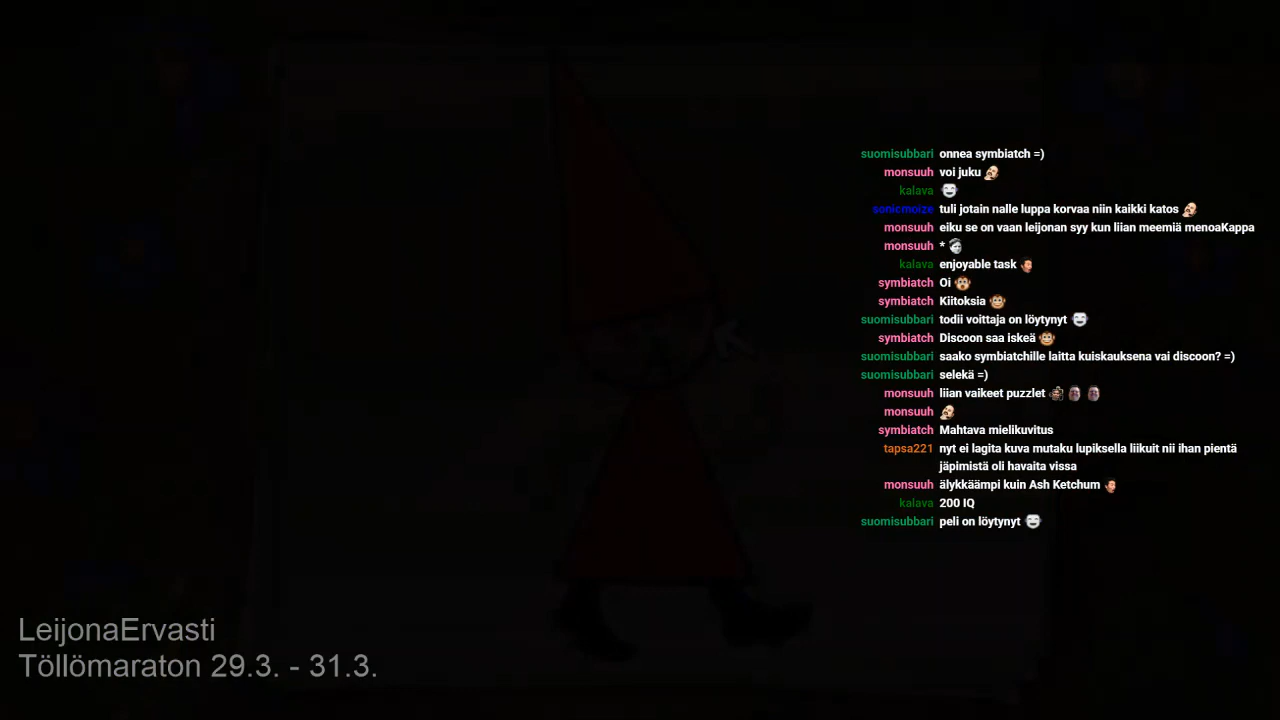 suomisubbari onnea symbiatch =)
monsuuh voi juku
kalava
sonicmoize tuli jotain nalle luppa korvaa niin kaikki katos
monsuuh eiku se on vaan leijonan syy kun liian meemiä menoaKappa
monsuuh *
kalava enjoyable task
symbiatch Oi
symbiatch Kiitoksia
suomisubbari todii voittaja on löytynyt
symbiatch Discoon saa iskeä
suomisubbari saako symbiatchille laitta kuiskauksena vai discoon? =)
suomisubbari selekä =)
monsuuh liian vaikeet puzzlet
monsuuh
symbiatch Mahtava mielikuvitus
tapsa221 nyt ei lagita kuva mutaku lupiksella liikuit nii ihan pientä
jäpimistä oli havaita vissa
monsuuh älykkäämpi kuin Ash Ketchum
kalava 200 IQ
suomisubbari peli on löytynyt
LeijonaErvasti
Töllömaraton 29.3. - 31.3.